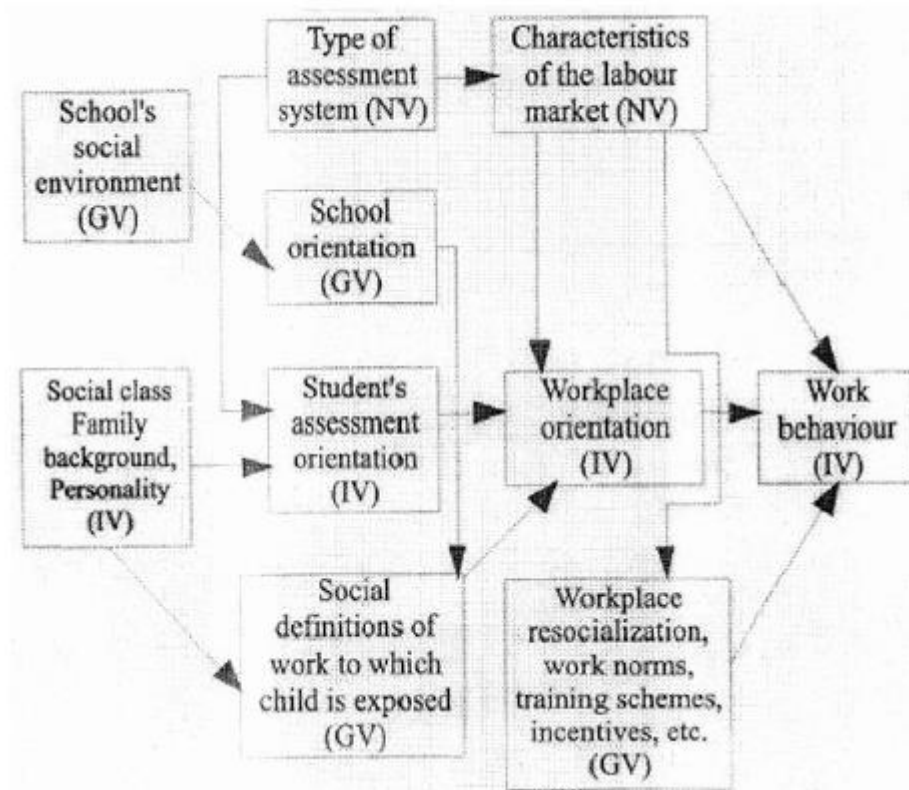 Type of
assessment
system (NV)
Characteristics
of the labour
market (NV)
School's
social
environment
(GV)
School
orientation
(GV)
Social class
Family
background,
Personality
(IV)
Student's
assessment
orientation
(IV)
Workplace
orientation
(IV)
Work
behaviour
(IV)
Social
definitions of
work to which
child is exposed
(GV)
Workplace
resocialization,
work norms,
training schemes,
incentives, etc.
(GV)